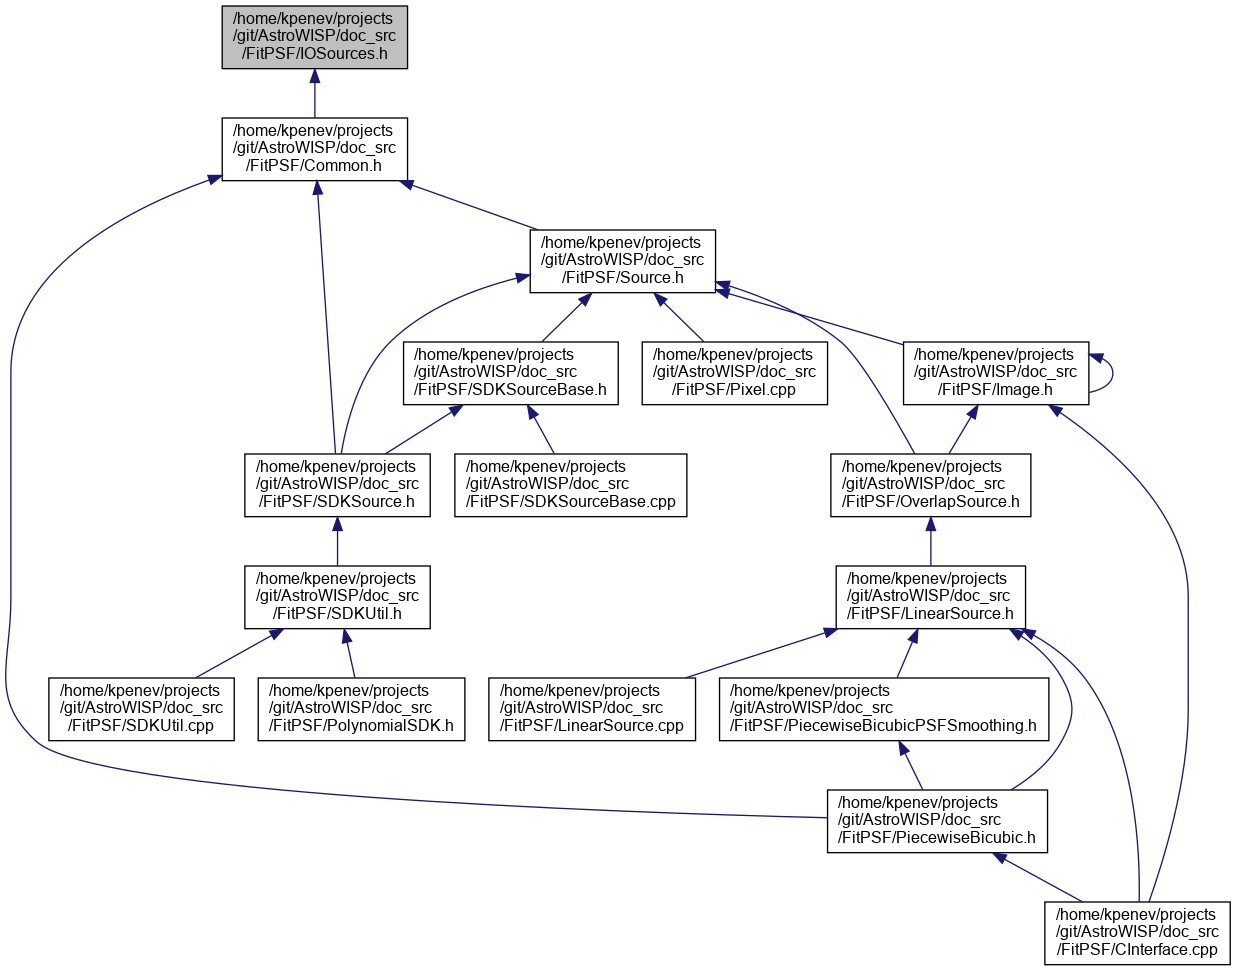 /home/kpenev/projects
/git/AstroWISP/doc_src
/FitPSF/IOSources.h
/home/kpenev/projects
/git/AstroWISP/doc_src
/FitPSF/Common.h
/home/kpenev/projects
/git/AstroWISP/doc_src
/FitPSF/Source.h
/home/kpenev/projects
/git/AstroWISP/doc_src
/FitPSF/SDKSourceBase.h
/home/kpenev/projects
/git/AstroWISP/doc_src
/FitPSF/Pixel.cpp
/home/kpenev/projects
/git/AstroWISP/doc_src
/FitPSF/Image.h
/home/kpenev/projects
/git/AstroWISP/doc_src
/FitPSF/SDKSource.h
/home/kpenev/projects
/git/AstroWISP/doc_src
/FitPSF/SDKSourceBase.cpp
/home/kpenev/projects
/git/AstroWISP/doc_src
/FitPSF/OverlapSource.h
/home/kpenev/projects
/git/AstroWISP/doc_src
/FitPSF/SDKUtil.h
/home/kpenev/projects
/git/AstroWISP/doc_src
/FitPSF/LinearSource.h
/home/kpenev/projects
/git/AstroWISP/doc_src
/FitPSF/SDKUtil.cpp
/home/kpenev/projects
/git/AstroWISP/doc_src
/FitPSF/PolynomialSDK.h
/home/kpenev/projects
/git/AstroWISP/doc_src
/FitPSF/LinearSource.cpp
/home/kpenev/projects
/git/AstroWISP/doc_src
/FitPSF/PiecewiseBicubicPSFSmoothing.h
/home/kpenev/projects
/git/AstroWISP/doc_src
/FitPSF/PiecewiseBicubic.h
/home/kpenev/projects
/git/AstroWISP/doc_src
/FitPSF/CInterface.cpp